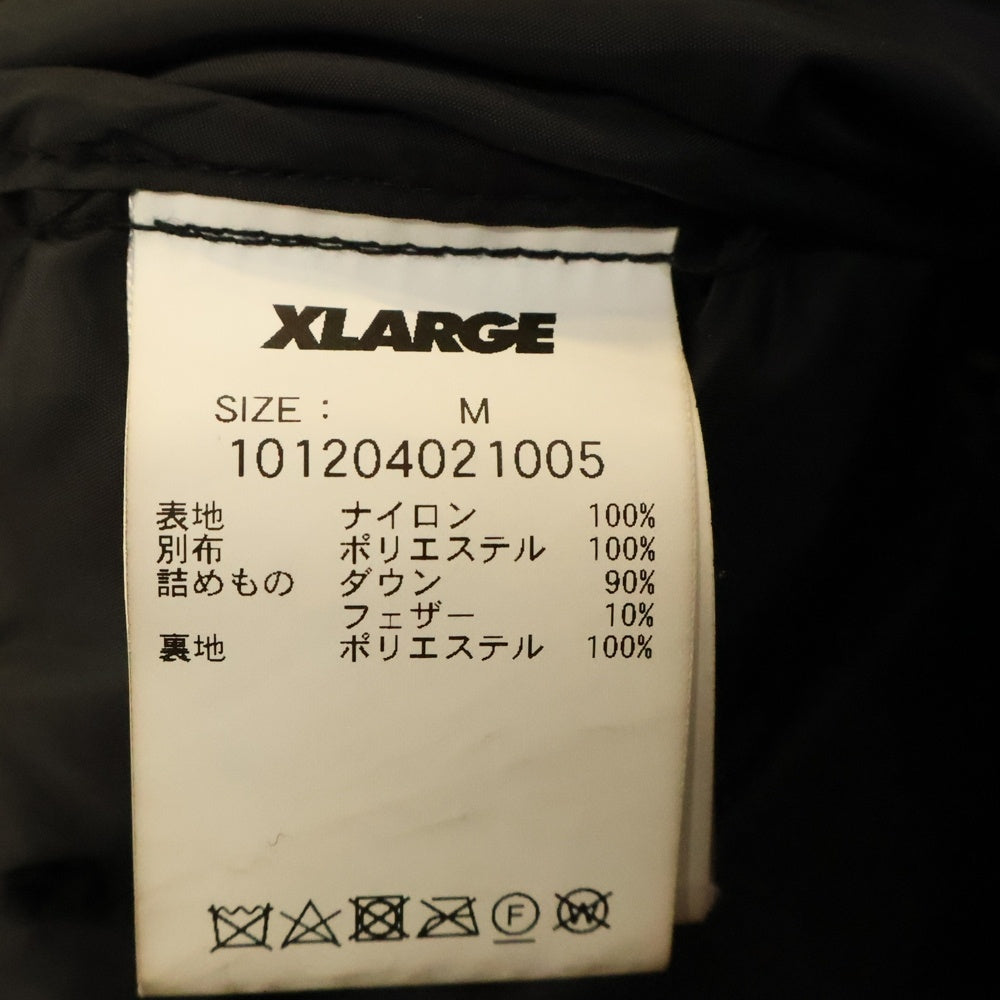 XLARGE
SIZE : M
101204021005
表地 ナイロン 100%
別布 ポリエステル 100%
詰めもの ダウン 90%
フェザー 10%
裏地 ポリエステル 100%
F W